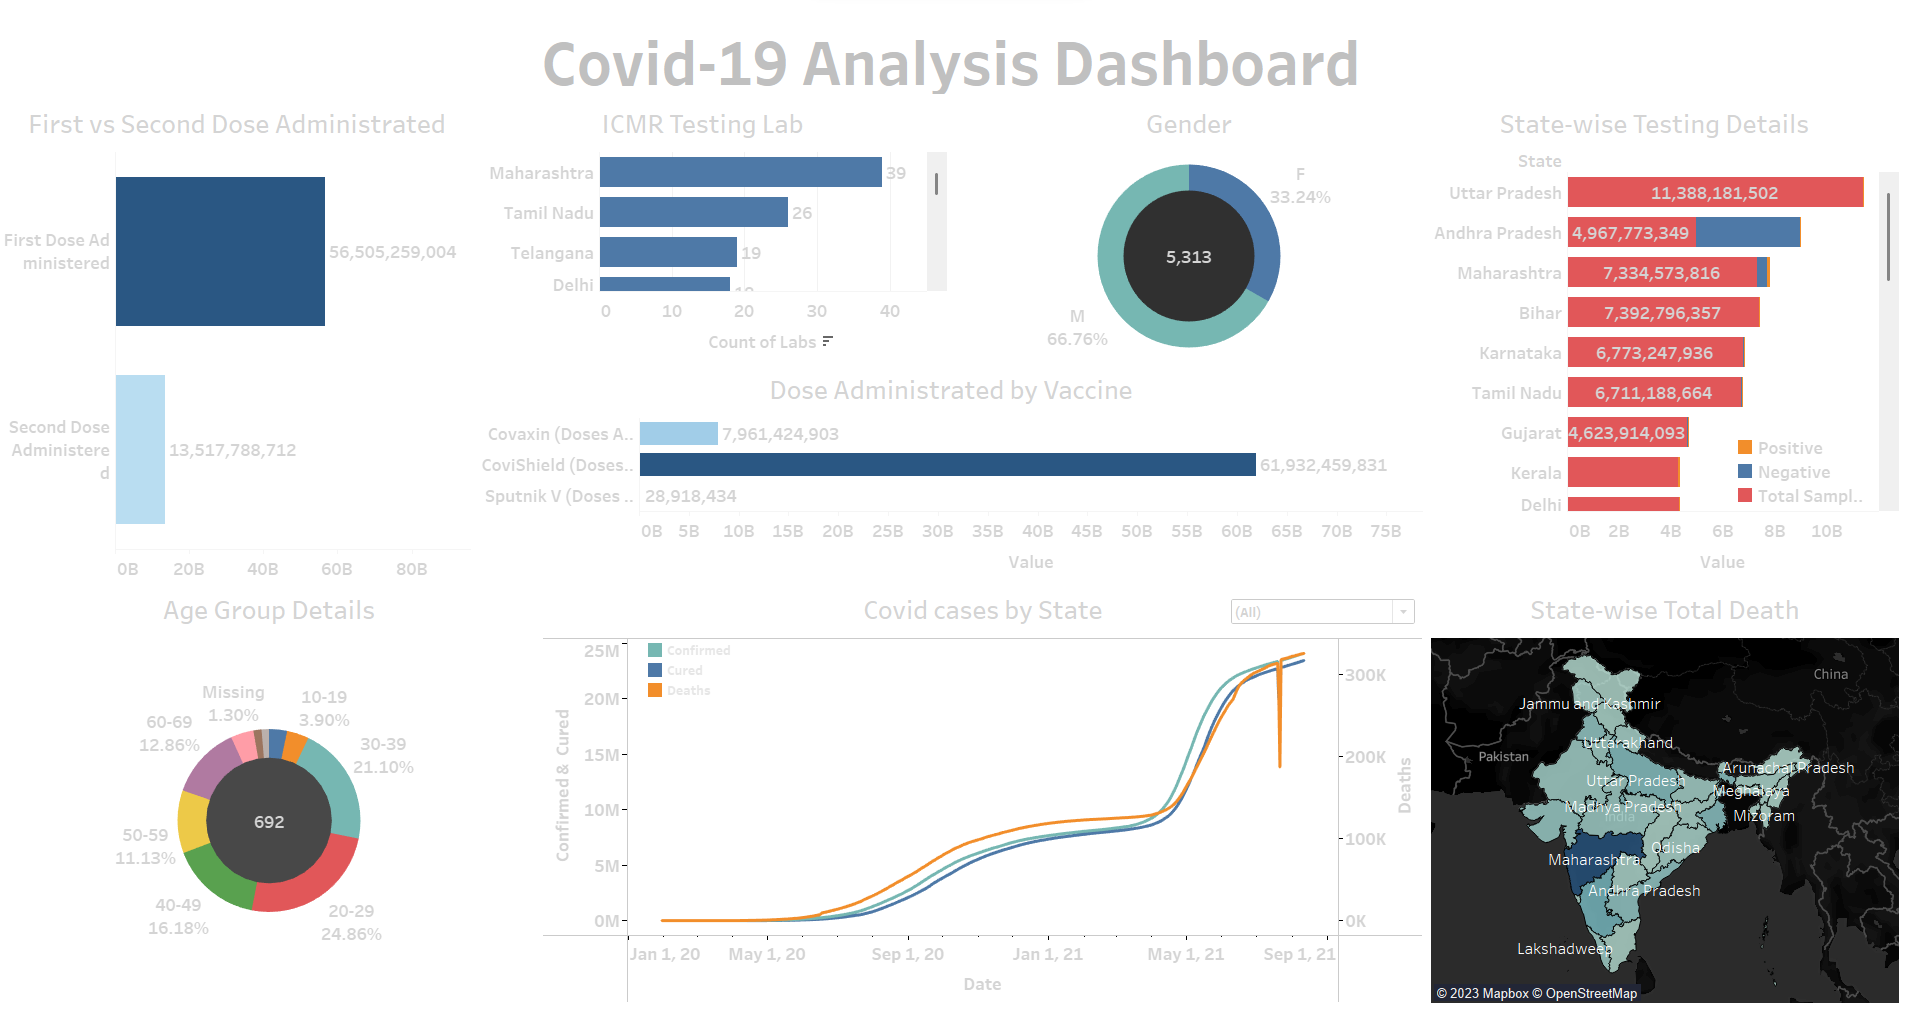 Covid-19 Analysis Dashboard
First vs Second Dose Administrated
First Dose Ad
ministered
56,505,259,004
Second Dose
Administere
d
13,517,788,712
0B 20B 40B 60B 80B
ICMR Testing Lab
Maharashtra 39
Tamil Nadu 26
Telangana 19
Delhi
0 10 20 30 40
Count of Labs
Gender
F
33.24%
5,313
M
66.76%
Dose Administrated by Vaccine
Covaxin (Doses A.. 7,961,424,903
CoviShield (Doses.. 61,932,459,831
Sputnik V (Doses .. 28,918,434
0B 5B 10B 15B 20B 25B 30B 35B 40B 45B 50B 55B 60B 65B 70B 75B
Value
State-wise Testing Details
State
Uttar Pradesh 11,388,181,502
Andhra Pradesh 4,967,773,349
Maharashtra 7,334,573,816
Bihar 7,392,796,357
Karnataka 6,773,247,936
Tamil Nadu 6,711,188,664
Gujarat 4,623,914,093
Kerala
Delhi
Positive
Negative
Total Sampl..
0B 2B 4B 6B 8B 10B
Value
Age Group Details
Missing
1.30%
10-19
3.90%
30-39
21.10%
60-69
12.86%
692
50-59
11.13%
40-49
16.18%
20-29
24.86%
Covid cases by State
(All)
Confirmed
Cured
Deaths
Confirmed & Cured
25M
20M
15M
10M
5M
0M
300K
200K
100K
0K
Deaths
Jan 1, 20 May 1, 20 Sep 1, 20 Jan 1, 21 May 1, 21 Sep 1, 21
Date
State-wise Total Death
China
Jammu and Kashmir
Uttarakhand
Pakistan
Arunachal Pradesh
Uttar Pradesh
Meghalaya
Madhya Pradesh
India
Mizoram
Odisha
Maharashtra
Andhra Pradesh
Lakshadweep
© 2023 Mapbox © OpenStreetMap